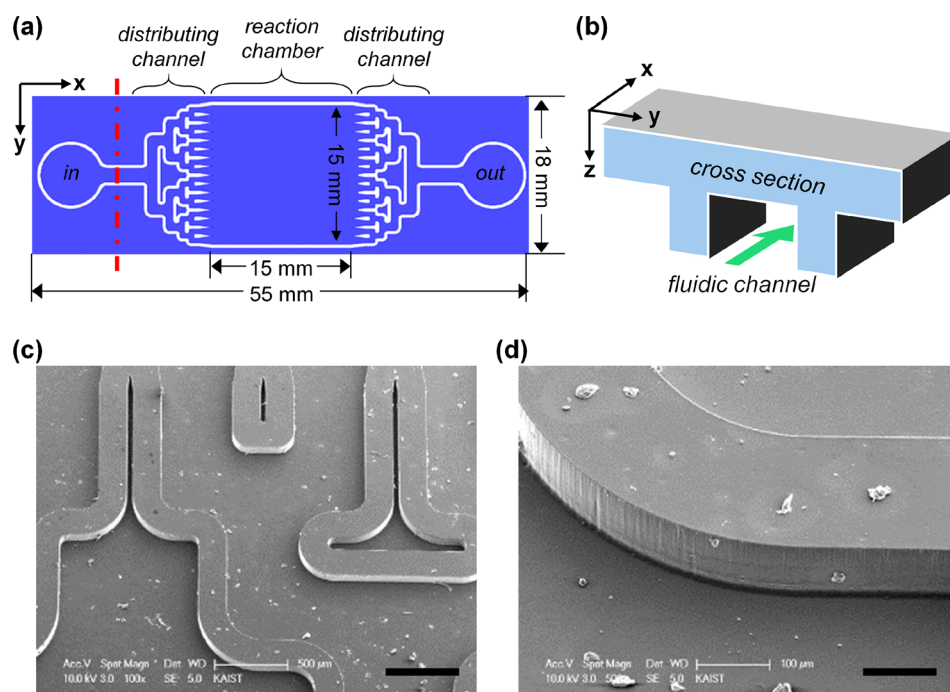 (a)
distributing channel
reaction chamber
distributing channel
x
y
in
out
15 mm
18 mm
15 mm
55 mm
(b)
x
y
z
cross section
fluidic channel
(c)
Acc.V Spot Magn Det WD
10.0 kV 3.0 100x SE 5.0 KAIST
500 µm
(d)
Acc.V Spot Magn Det WD
10.0 kV 3.0 SE 5.0 KAIST
100 µm